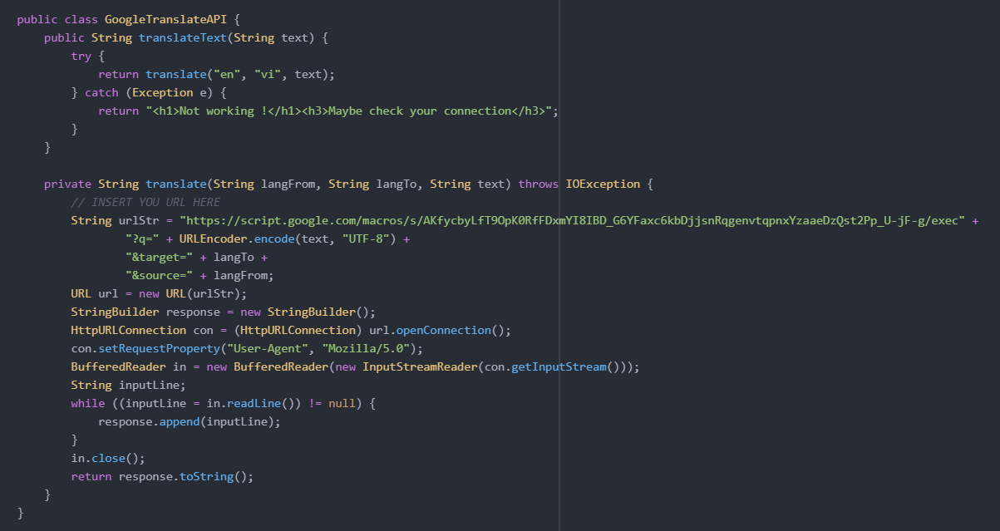 public class GoogleTranslateAPI {
    public String translateText(String text) {
        try {
            return translate("en", "vi", text);
        } catch (Exception e) {
            return "<h1>Not working !</h1><h3>Maybe check your connection</h3>";
        }
    }

    private String translate(String langFrom, String langTo, String text) throws IOException {
        // INSERT YOU URL HERE
        String urlStr = "https://script.google.com/macros/s/AKfycbyLfT9OpK0RfFDxmYI8IBD_G6YFaxc6kbDjjsnRqgenvtqpnxYzaaeDzQst2Pp_U-jF-g/exec" +
                "?q=" + URLEncoder.encode(text, "UTF-8") +
                "&target=" + langTo +
                "&source=" + langFrom;
        URL url = new URL(urlStr);
        StringBuilder response = new StringBuilder();
        HttpURLConnection con = (HttpURLConnection) url.openConnection();
        con.setRequestProperty("User-Agent", "Mozilla/5.0");
        BufferedReader in = new BufferedReader(new InputStreamReader(con.getInputStream()));
        String inputLine;
        while ((inputLine = in.readLine()) != null) {
            response.append(inputLine);
        }
        in.close();
        return response.toString();
    }
}